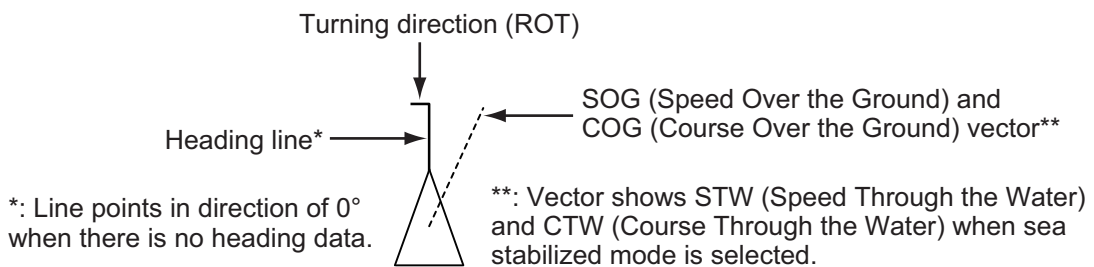 Turning direction (ROT)
SOG (Speed Over the Ground) and
COG (Course Over the Ground) vector**
Heading line*
*: Line points in direction of 0°
when there is no heading data.
**: Vector shows STW (Speed Through the Water)
and CTW (Course Through the Water) when sea
stabilized mode is selected.